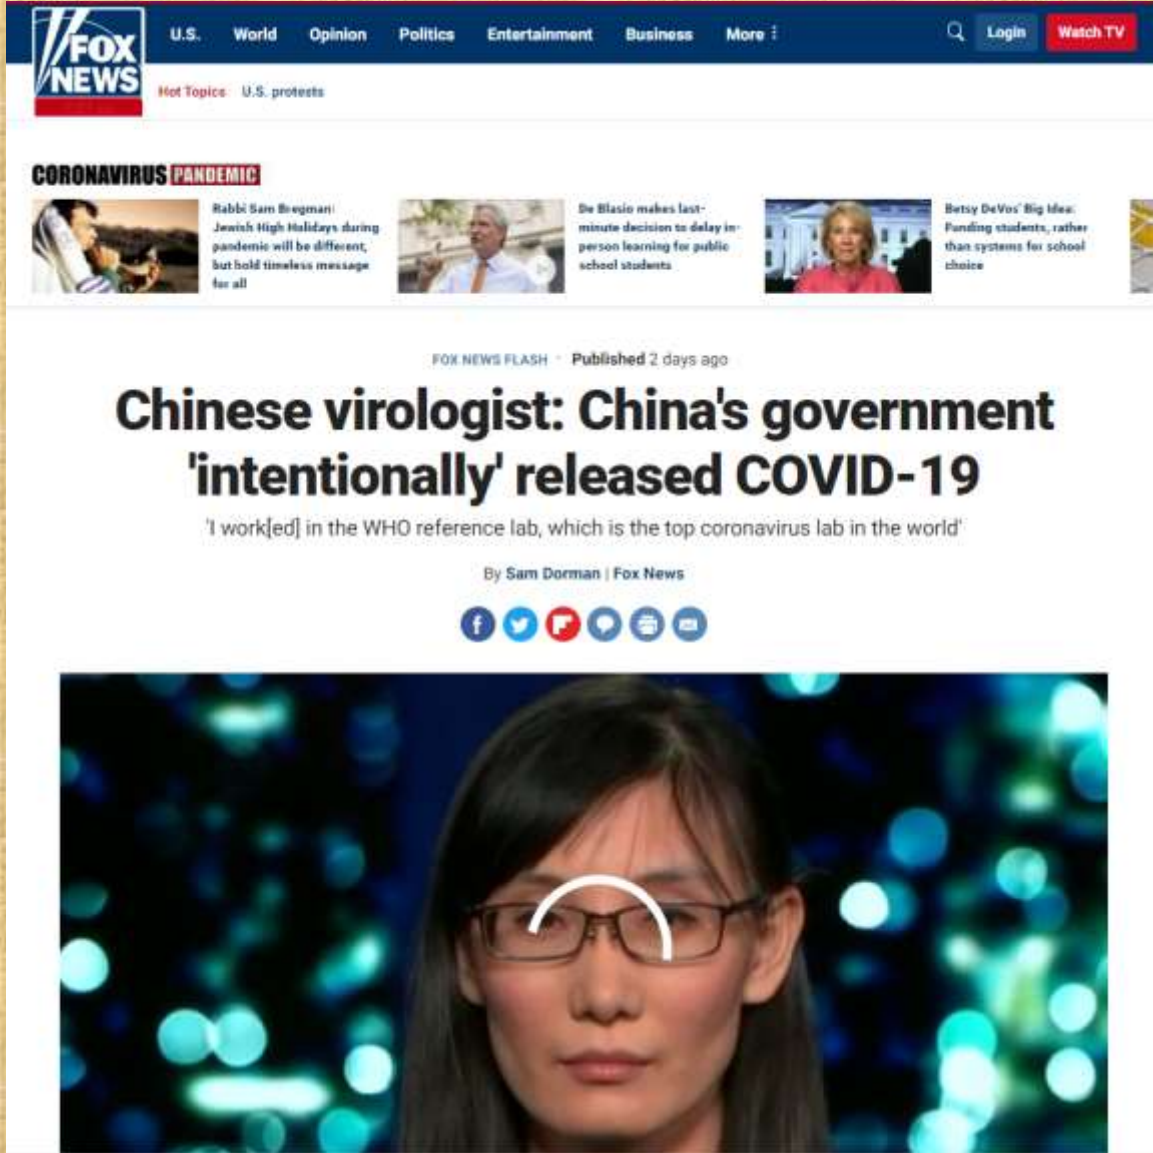 FOX
NEWS
U.S. World Opinion Politics Entertainment Business More Login Watch TV
Hot Topics U.S. protests
CORONAVIRUS PANDEMIC
Rabbi Sam Bregman:
Jewish High Holidays during
pandemic will be different,
but hold timeless message
for all
De Blasio makes last-
minute decision to delay in-
person learning for public
school students
Betsy DeVos' Big Idea:
Funding students, rather
than systems for school
choice
FOX NEWS FLASH · Published 2 days ago
Chinese virologist: China's government
'intentionally' released COVID-19
'I work[ed] in the WHO reference lab, which is the top coronavirus lab in the world'
By Sam Dorman | Fox News